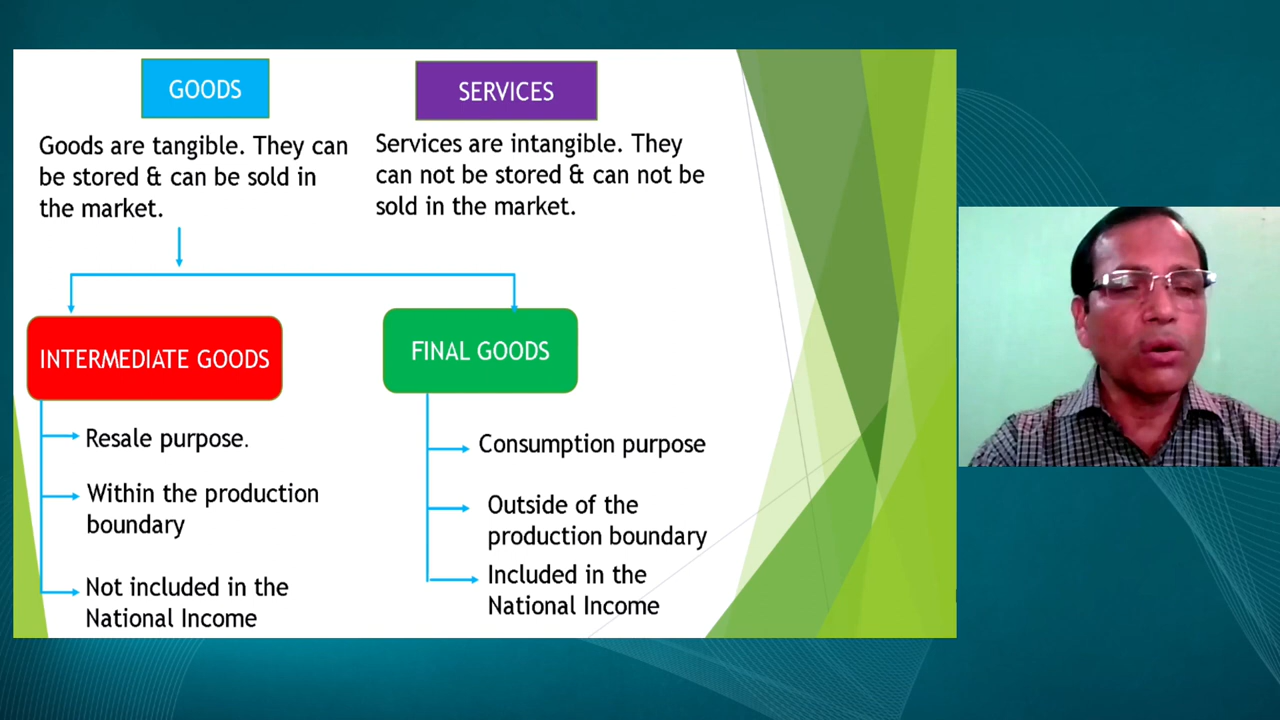 GOODS
Goods are tangible. They can
be stored & can be sold in
the market.
SERVICES
Services are intangible. They
can not be stored & can not be
sold in the market.
INTERMEDIATE GOODS
Resale purpose.
Within the production
boundary
Not included in the
National Income
FINAL GOODS
Consumption purpose
Outside of the
production boundary
Included in the
National Income